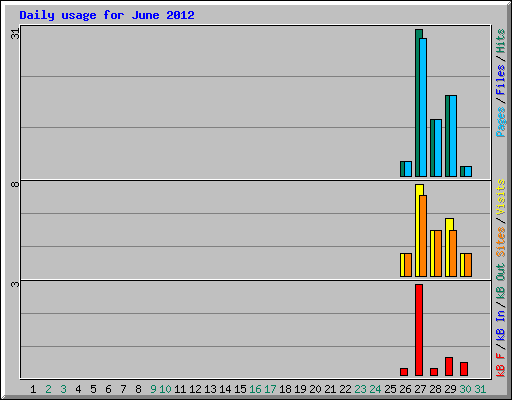 Daily usage for June 2012
31
8
3
Pages/Files/Hits
Sites/Visits
kB F/kB In/kB Out
1 2 3 4 5 6 7 8 9 10 11 12 13 14 15 16 17 18 19 20 21 22 23 24 25 26 27 28 29 30 31